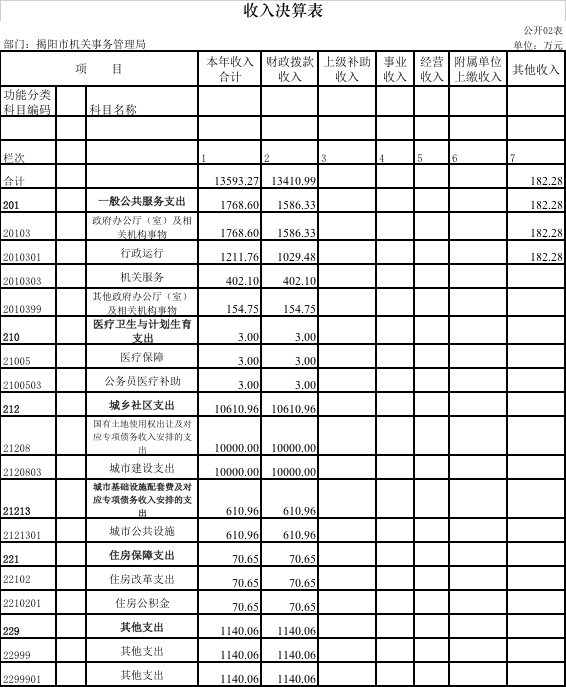 收入决算表
公开02表
部门：揭阳市机关事务管理局 单位：万元
项 目 本年收入合计 财政拨款收入 上级补助收入 事业收入 经营收入 附属单位上缴收入 其他收入
功能分类科目编码 科目名称
栏次 1 2 3 4 5 6 7
合计 13593.27 13410.99 182.28
201 一般公共服务支出 1768.60 1586.33 182.28
20103 政府办公厅（室）及相关机构事物 1768.60 1586.33 182.28
2010301 行政运行 1211.76 1029.48 182.28
2010303 机关服务 402.10 402.10
2010399 其他政府办公厅（室）及相关机构事物 154.75 154.75
210 医疗卫生与计划生育支出 3.00 3.00
21005 医疗保障 3.00 3.00
2100503 公务员医疗补助 3.00 3.00
212 城乡社区支出 10610.96 10610.96
21208 国有土地使用权出让及对应专项债务收入安排的支出 10000.00 10000.00
2120803 城市建设支出 10000.00 10000.00
21213 城市基础设施配套费及对应专项债务收入安排的支出 610.96 610.96
2121301 城市公共设施 610.96 610.96
221 住房保障支出 70.65 70.65
22102 住房改革支出 70.65 70.65
2210201 住房公积金 70.65 70.65
229 其他支出 1140.06 1140.06
22999 其他支出 1140.06 1140.06
2299901 其他支出 1140.06 1140.06